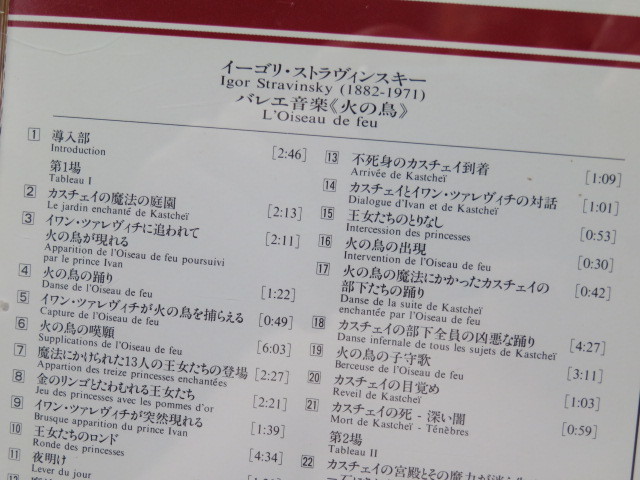 イーゴリ・ストラヴィンスキー
Igor Stravinsky (1882-1971)
バレエ音楽《火の鳥》
L'Oiseau de feu
1 導入部 [2:46]
Introduction
第1場
Tableau I
2 カスチェイの魔法の庭園 [2:13]
Le jardin enchanté de Kastcheï
3 イワン・ツァレヴィチに追われて
火の鳥が現れる [2:11]
Apparition de l'Oiseau de feu poursuivi
par le prince Ivan
4 火の鳥の踊り [1:22]
Danse de l'Oiseau de feu
5 イワン・ツァレヴィチが火の鳥を捕らえる [0:49]
Capture de l'Oiseau de feu
6 火の鳥の嘆願 [6:03]
Supplications de l'Oiseau de feu
7 魔法にかけられた13人の王女たちの登場 [2:27]
Appartion des treize princesses enchantées
8 金のリンゴとたわむれる王女たち [2:21]
Jeu des princesses avec les pommes d'or
9 イワン・ツァレヴィチが突然現れる [1:39]
Brusque apparition du prince Ivan
10 王女たちのロンド [4:34]
Ronde des princesses
11 夜明け
Lever du jour
12
13 不死身のカスチェイ到着 [1:09]
Arrivée de Kastcheï
14 カスチェイとイワン・ツァレヴィチの対話 [1:01]
Dialogue d'Ivan et de Kastcheï
15 王女たちのとりなし [0:53]
Intercession des princesses
16 火の鳥の出現 [0:30]
Intervention de l'Oiseau de feu
17 火の鳥の魔法にかかったカスチェイの [0:42]
部下たちの踊り
Danse de la suite de Kastcheï
enchantée par l'Oiseau de feu
18 カスチェイの部下全員の凶悪な踊り [4:27]
Danse infernale de tous les sujets de Kastcheï
19 火の鳥の子守歌 [3:11]
Berceuse de l'Oiseau de feu
20 カスチェイの目覚め [1:03]
Reveil de Kastcheï
21 カスチェイの死 - 深い闇 [0:59]
Mort de Kastcheï - Ténèbres
第2場
Tableau II
22 カスチェイの宮殿とその魔力が